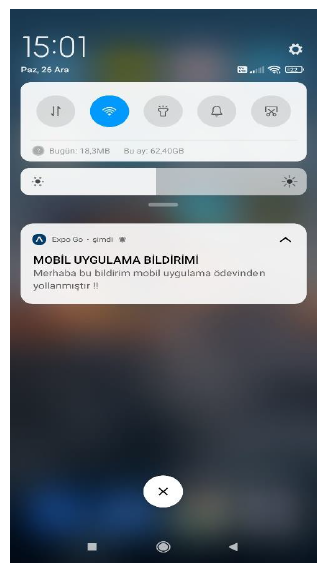 15:01
Paz, 26 Ara
Bugün: 18,3MB Bu ay: 62,40GB
Expo Go • şimdi
MOBİL UYGULAMA BİLDİRİMİ
Merhaba bu bildirim mobil uygulama ödevinden
yollanmıştır !!